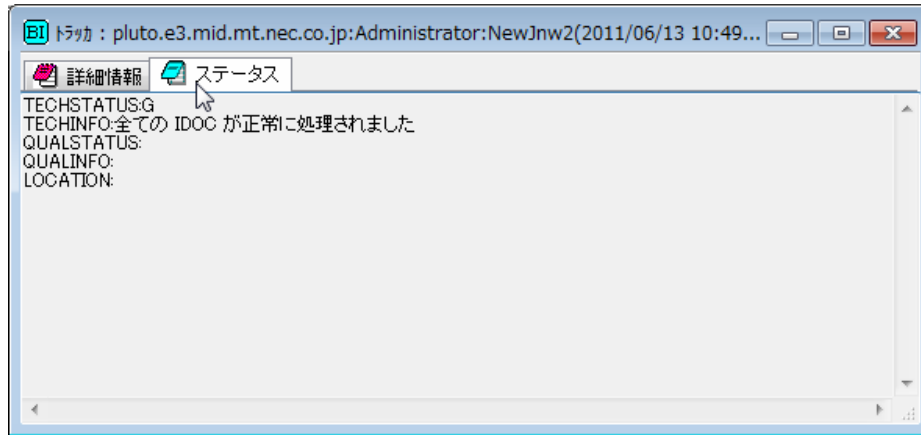 BI トラッカ : pluto.e3.mid.mt.nec.co.jp:Administrator:NewJnw2(2011/06/13 10:49...
詳細情報 ステータス
TECHSTATUS:G
TECHINFO:全ての IDOC が正常に処理されました
QUALSTATUS:
QUALINFO:
LOCATION: